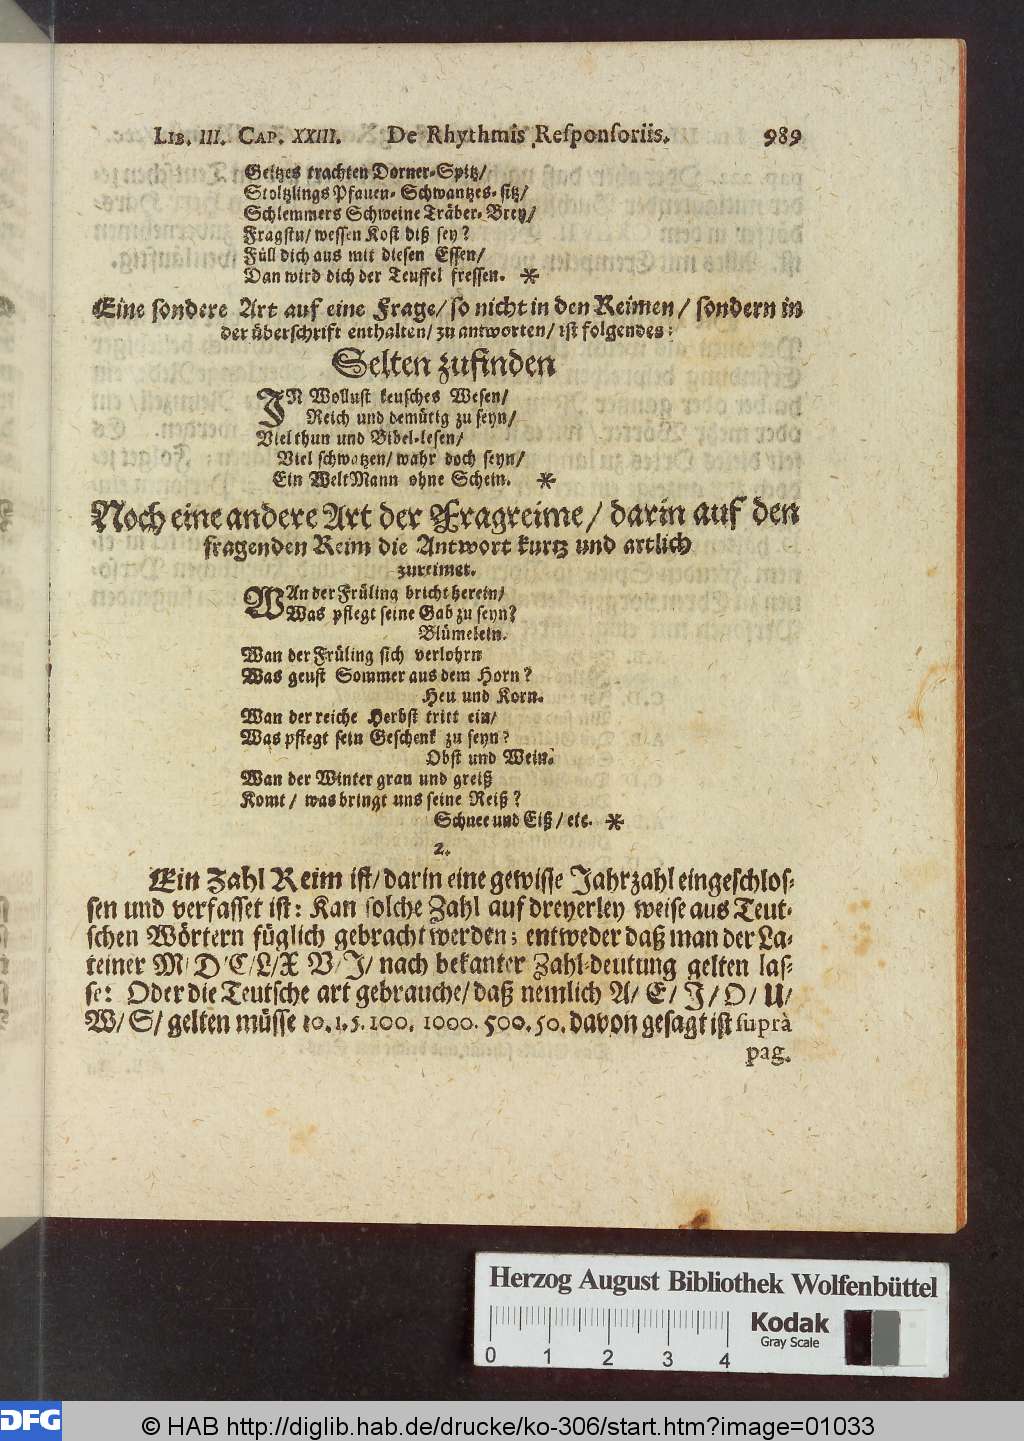 LIB. III. CAP. XXIII. De Rhythmis Responsoriis. 989
Geitzes trachten Dorner-Spitz/
Stoltzlings Pfauen-Schwantzes-sitz/
Schlemmers Schweine Träber-Brey/
Fragstu/ wessen Kost diß sey?
Füll dich aus mit diesen Essen/
Dan wird dich der Teuffel fressen. *
Eine sondere Art auf eine Frage/ so nicht in den Reimen/ sondern in
der überschrift enthalten/ zu antworten/ ist folgendes:
Selten zufinden
IN Wollust keusches Wesen/
Reich und demütig zu seyn/
Viel thun und Bibel-lesen/
Viel schwatzen/ wahr doch seyn/
Ein WeltMann ohne Schein. *
Noch eine andere Art der Fragreime/ darin auf den
fragenden Reim die Antwort kurtz und artlich
zureimet.
WAn der Früling bricht herein/
Was pflegt seine Gab zu seyn?
Blümelein.
Wan der Früling sich verlohrn
Was geust Sommer aus dem Horn?
Heu und Korn.
Wan der reiche Herbst tritt ein/
Was pflegt sein Geschenk zu seyn?
Obst und Wein.
Wan der Winter grau und greiß
Komt/ was bringt uns seine Reiß?
Schnee und Eiß/ etc. *
2.
Ein Zahl Reim ist/ darin eine gewisse Jahrzahl eingeschlos-
sen und verfasset ist: Kan solche Zahl auf dreyerley weise aus Teut-
schen Wörtern füglich gebracht werden; entweder daß man der La-
teiner M/ D/ C/ L/ X V/ I/ nach bekanter Zahl-deutung gelten las-
se: Oder die Teutsche art gebrauche/ daß nemlich A/ E/ I/ O/ U/
W/ S/ gelten müsse 10. 1. 5. 100. 1000. 500. 50. davon gesagt ist suprà
pag.
Herzog August Bibliothek Wolfenbüttel
Kodak
Gray Scale
0 1 2 3 4
DFG © HAB http://diglib.hab.de/drucke/ko-306/start.htm?image=01033